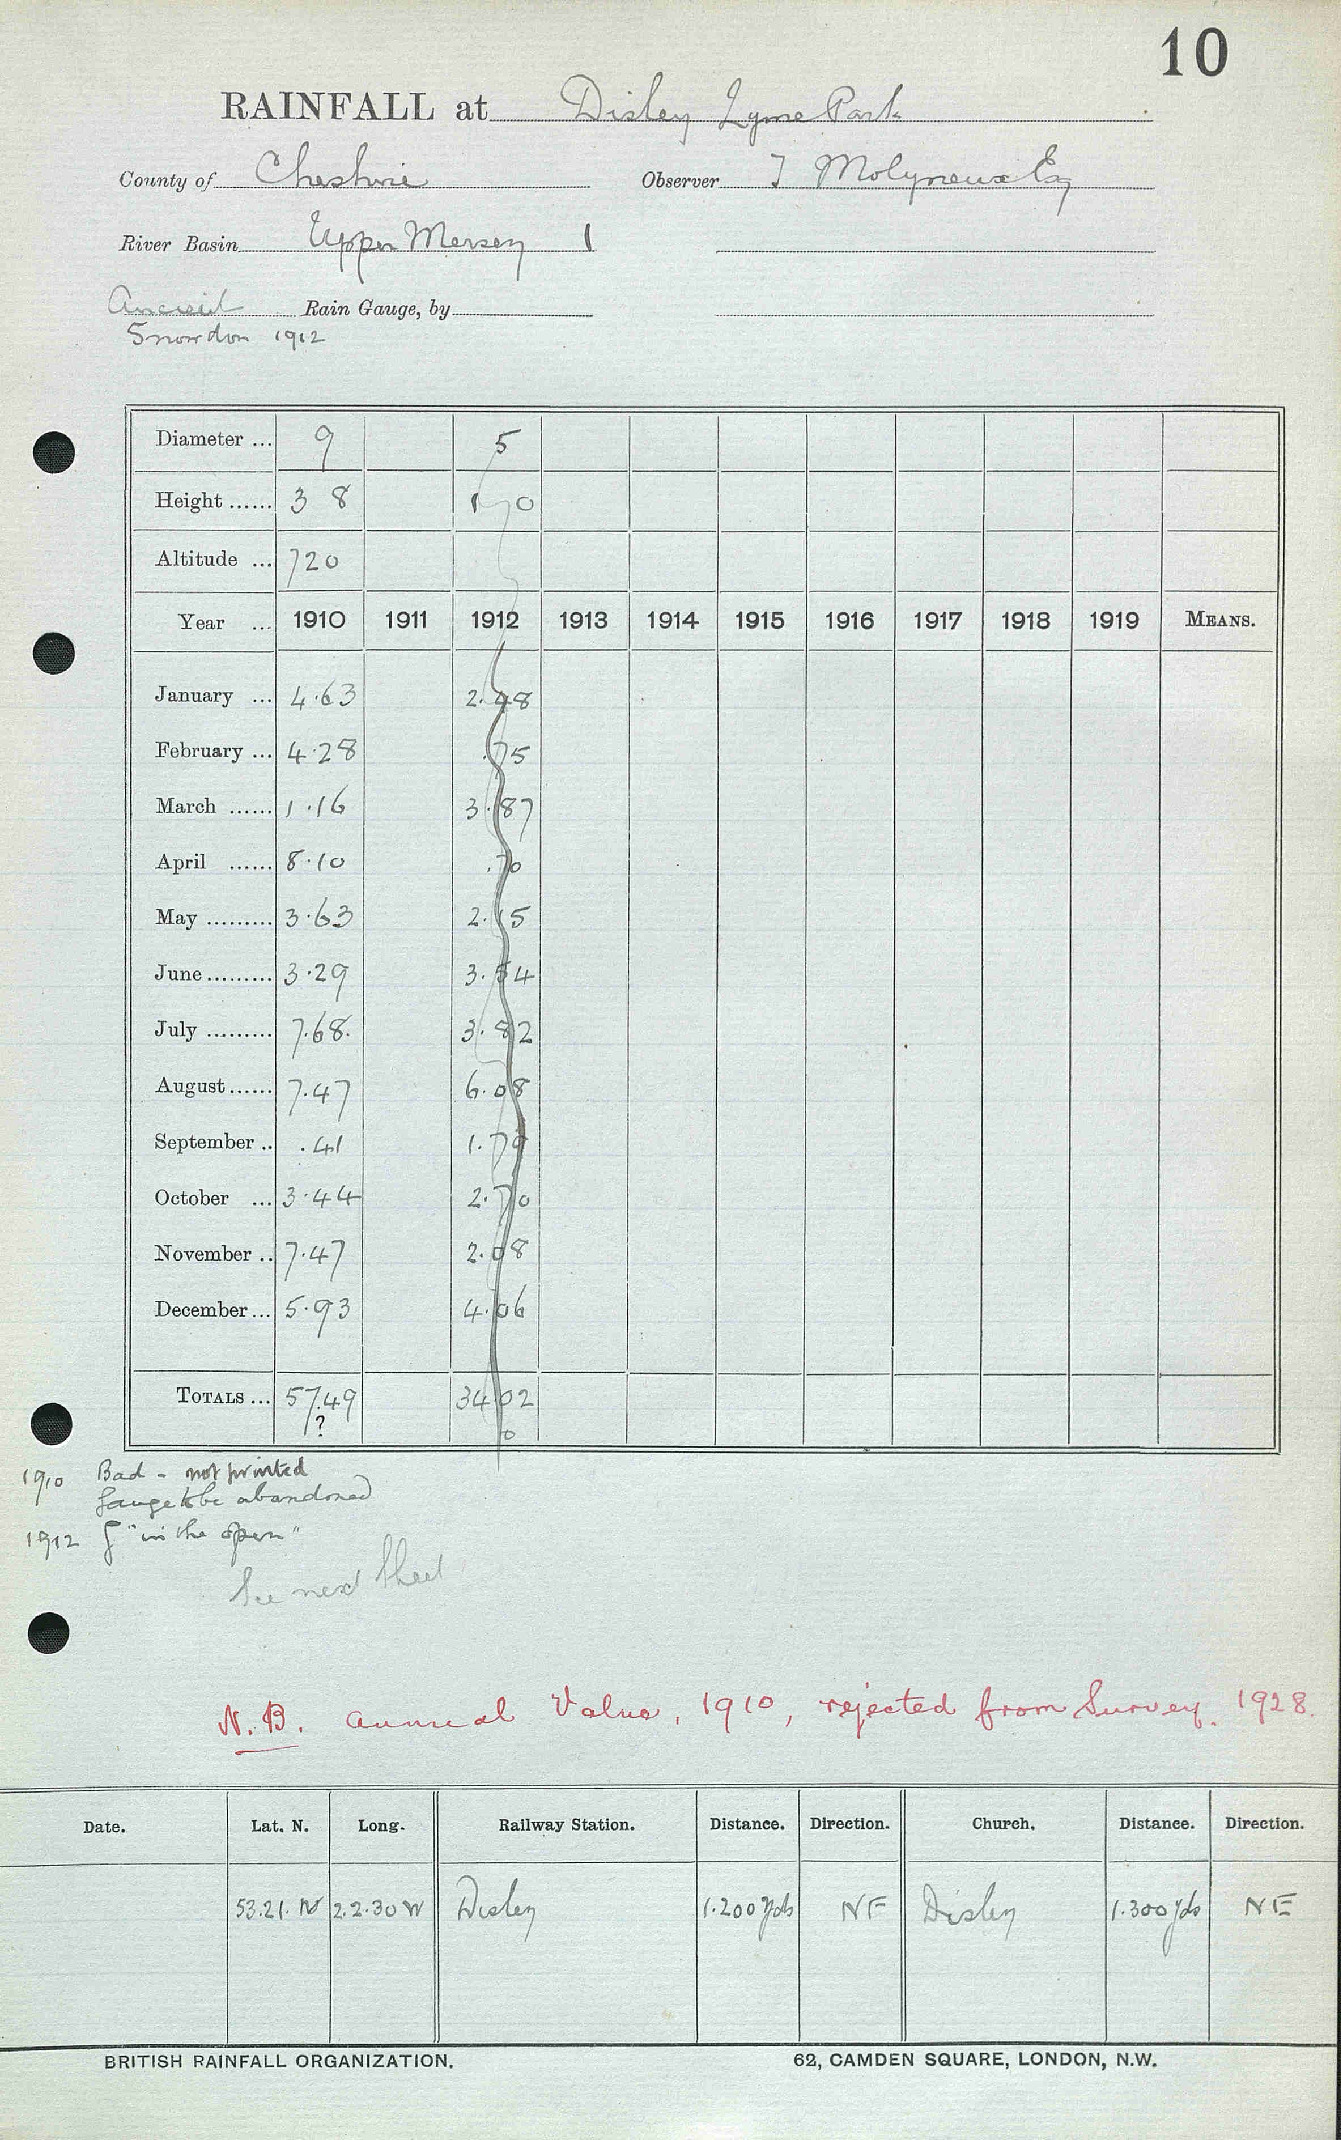 10
RAINFALL at Disley Lyme Park
County of Cheshire Observer T Molyneux Esq
River Basin Upper Mersey 1
Ancient Rain Gauge, by
Snowdon 1912
Diameter ... 9 5
Height ...... 3 8 1 0
Altitude ... 720
Year ... 1910 1911 1912 1913 1914 1915 1916 1917 1918 1919 MEANS.
January ... 4.63 2.48
February ... 4.28 .75
March ...... 1.16 3.87
April ...... 8.10 .70
May ......... 3.63 2.15
June ......... 3.29 3.54
July ......... 7.68 3.82
August ...... 7.47 6.08
September .. .41 1.79
October ... 3.44 2.70
November .. 7.47 2.08
December ... 5.93 4.06
TOTALS ... 57.49 34.02
? 0
1910 Bad - not printed
Gauge to be abandoned
1912 G "in the open"
See next sheet
N.B. Annual Value, 1910, rejected from Survey. 1928.
Date. Lat. N. Long. Railway Station. Distance. Direction. Church. Distance. Direction.
53.21. N 2.2.30 W Disley 1.200 yds NE Disley 1.300 yds NE
BRITISH RAINFALL ORGANIZATION. 62, CAMDEN SQUARE, LONDON, N.W.